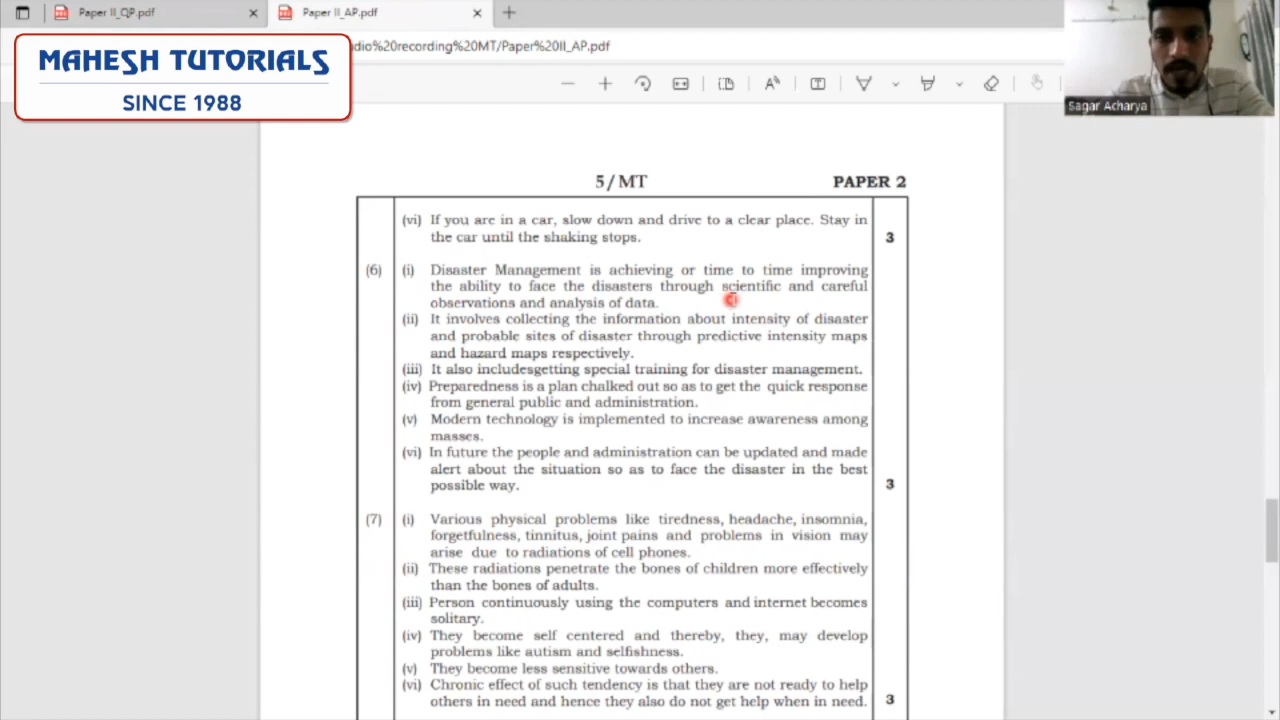 Paper II_QP.pdf
Paper II_AP.pdf
MAHESH TUTORIALS
SINCE 1988
dio%20recording%20MT/Paper%20II_AP.pdf
Sagar Acharya
5/MT PAPER 2
(vi) If you are in a car, slow down and drive to a clear place. Stay in
the car until the shaking stops. 3
(6) (i) Disaster Management is achieving or time to time improving
the ability to face the disasters through scientific and careful
observations and analysis of data.
(ii) It involves collecting the information about intensity of disaster
and probable sites of disaster through predictive intensity maps
and hazard maps respectively.
(iii) It also includesgetting special training for disaster management.
(iv) Preparedness is a plan chalked out so as to get the quick response
from general public and administration.
(v) Modern technology is implemented to increase awareness among
masses.
(vi) In future the people and administration can be updated and made
alert about the situation so as to face the disaster in the best
possible way. 3
(7) (i) Various physical problems like tiredness, headache, insomnia,
forgetfulness, tinnitus, joint pains and problems in vision may
arise due to radiations of cell phones.
(ii) These radiations penetrate the bones of children more effectively
than the bones of adults.
(iii) Person continuously using the computers and internet becomes
solitary.
(iv) They become self centered and thereby, they, may develop
problems like autism and selfishness.
(v) They become less sensitive towards others.
(vi) Chronic effect of such tendency is that they are not ready to help
others in need and hence they also do not get help when in need. 3